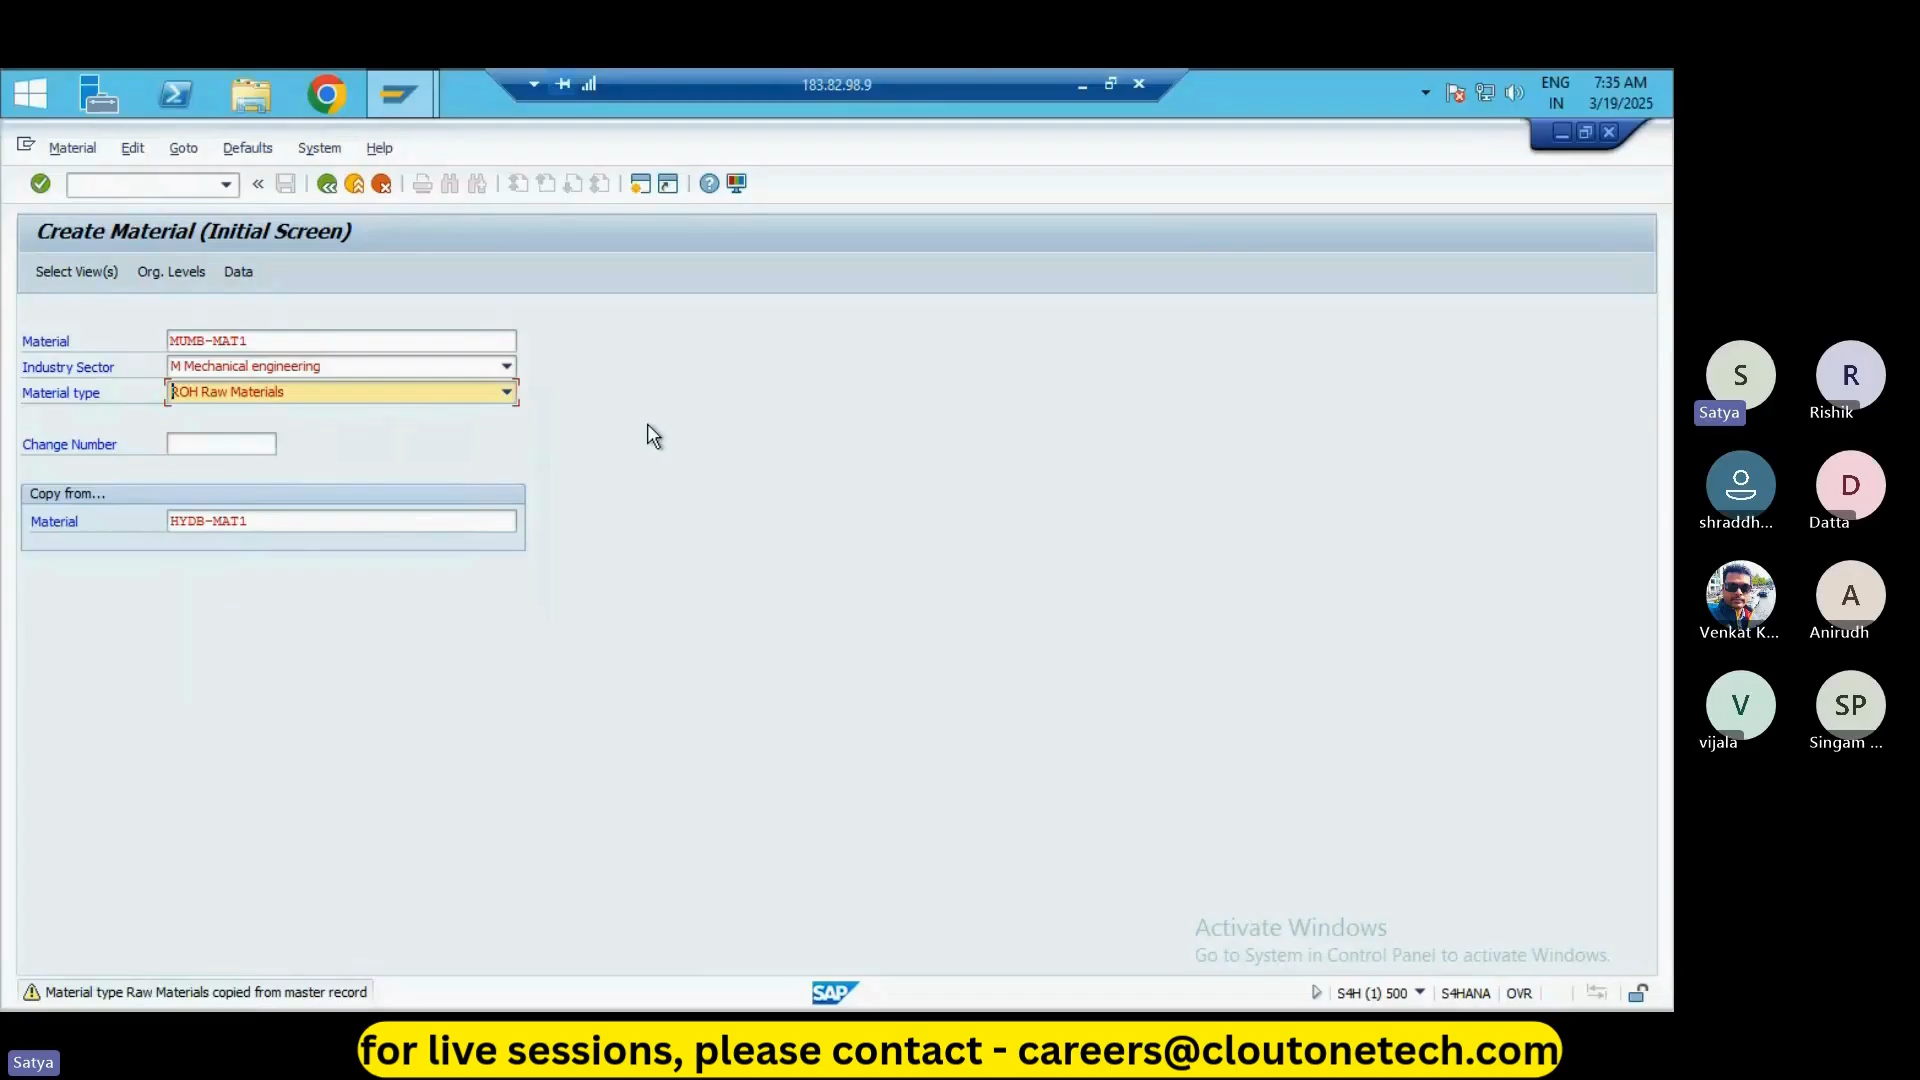 183.82.98.9
ENG
IN
7:35 AM
3/19/2025
Material Edit Goto Defaults System Help
Create Material (Initial Screen)
Select View(s) Org. Levels Data
Material MUMB-MAT1
Industry Sector M Mechanical engineering
Material type ROH Raw Materials
Change Number
Copy from...
Material HYDB-MAT1
S
Satya
R
Rishik
shraddh...
D
Datta
Venkat K...
A
Anirudh
V
vijala
SP
Singam ...
Activate Windows
Go to System in Control Panel to activate Windows.
Material type Raw Materials copied from master record
SAP
S4H (1) 500 S4HANA OVR
for live sessions, please contact - careers@cloutonetech.com
Satya